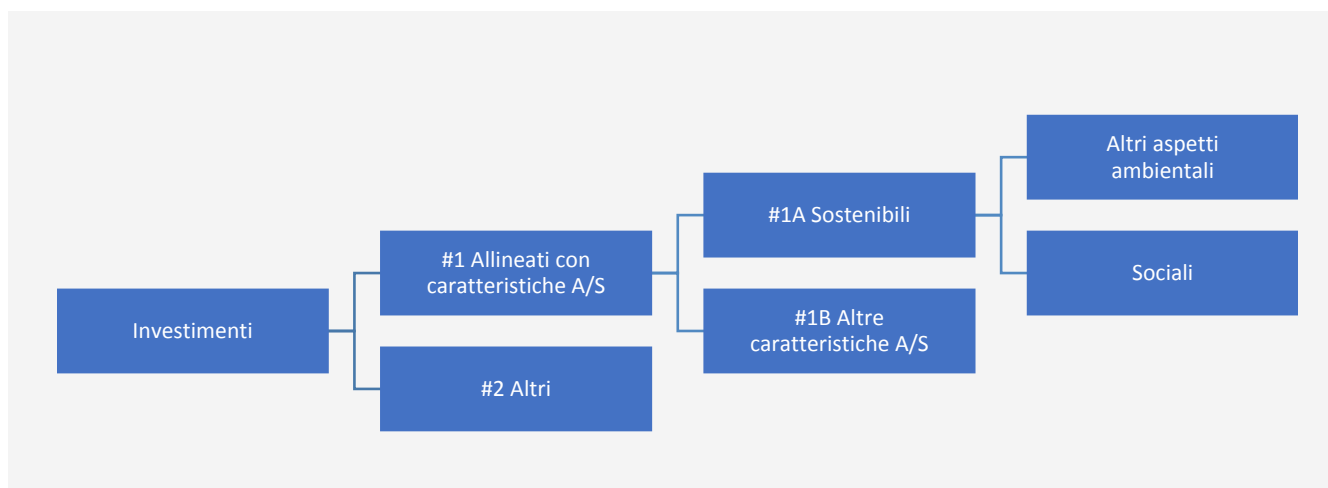 Investimenti
#1 Allineati con
caratteristiche A/S
#2 Altri
#1A Sostenibili
#1B Altre
caratteristiche A/S
Altri aspetti
ambientali
Sociali